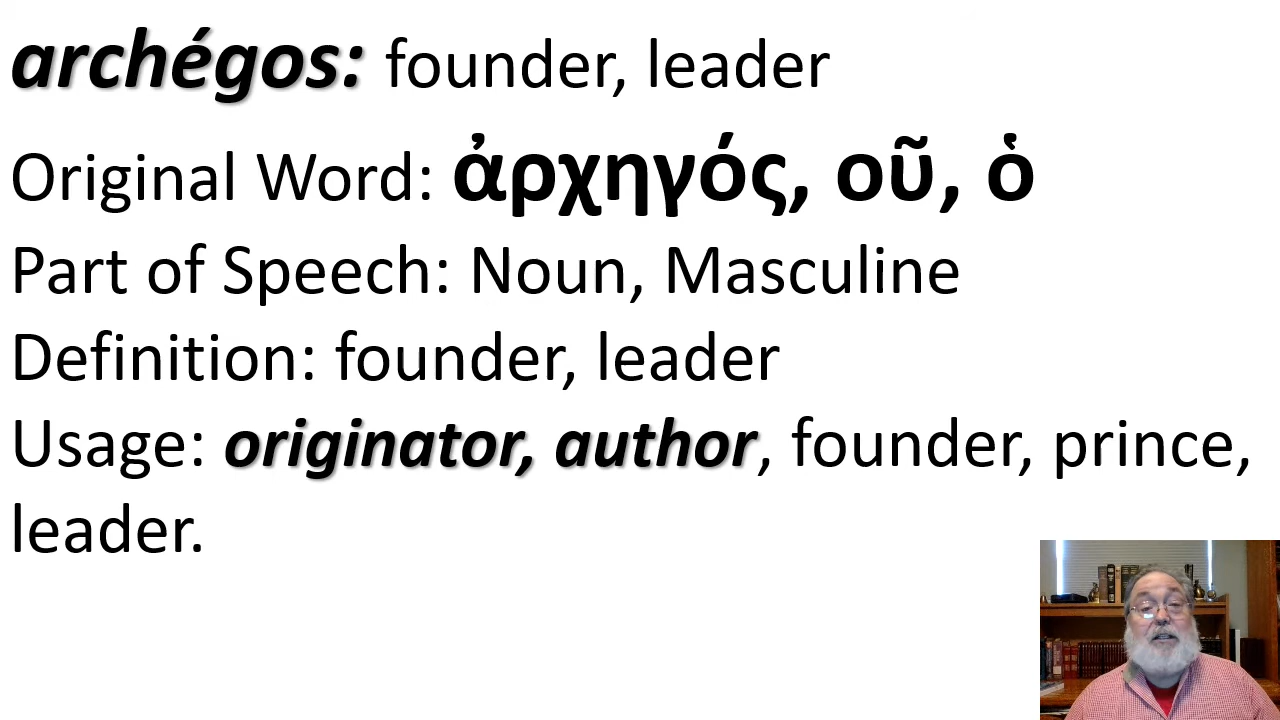 archégos: founder, leader
Original Word: ἀρχηγός, οῦ, ὁ
Part of Speech: Noun, Masculine
Definition: founder, leader
Usage: originator, author, founder, prince,
leader.